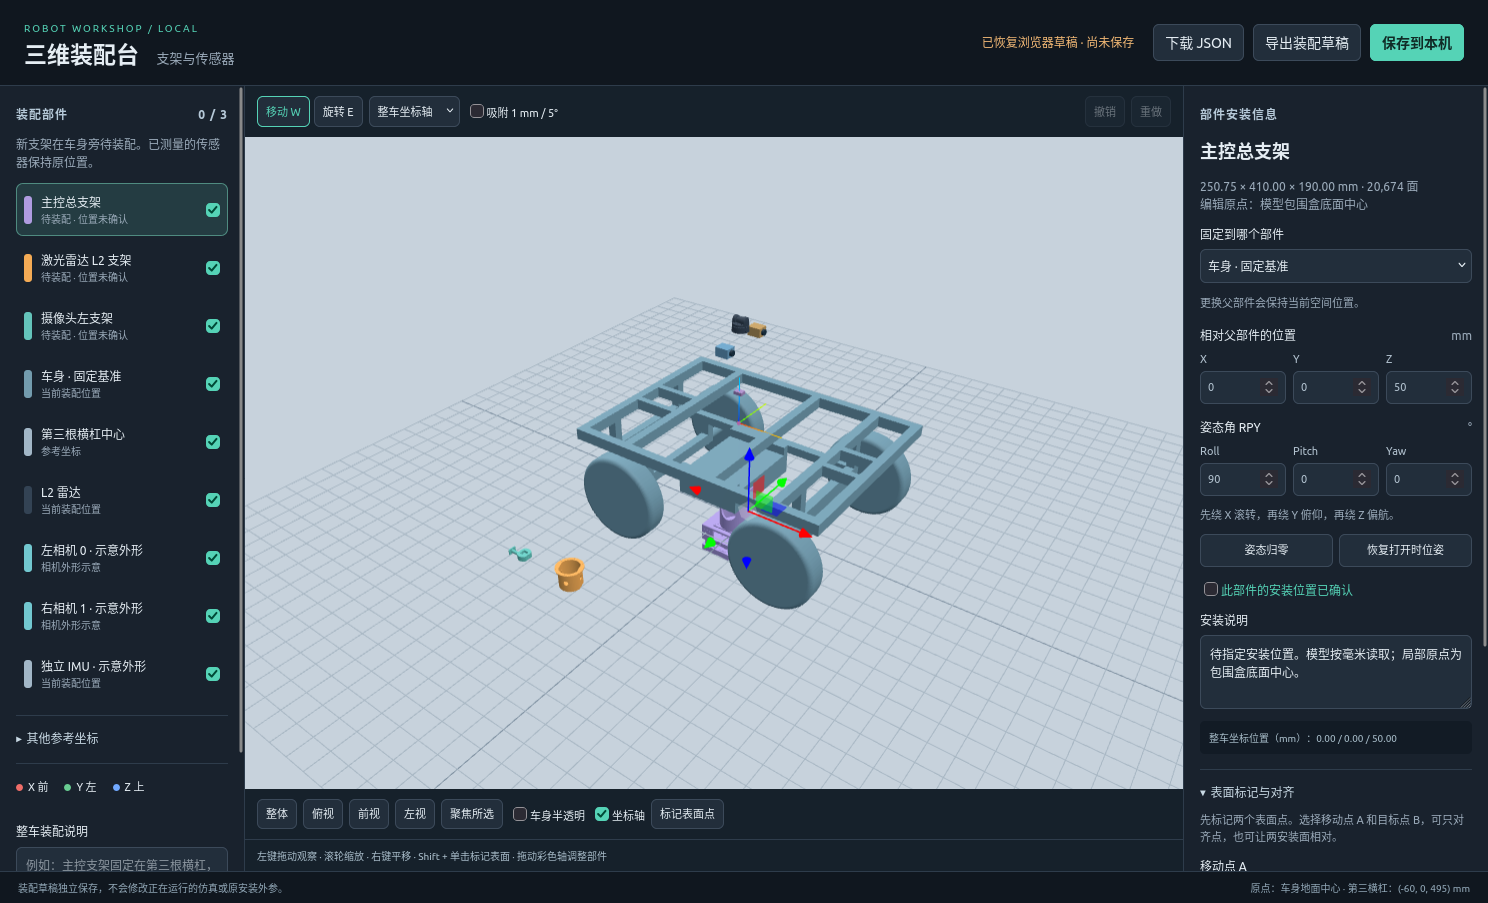 ROBOT WORKSHOP / LOCAL
三维装配台 支架与传感器
已恢复浏览器草稿 · 尚未保存
下载 JSON
导出装配草稿
保存到本机
装配部件 0 / 3
新支架在车身旁待装配。已测量的传感
器保持原位置。
主控总支架
待装配 · 位置未确认
激光雷达 L2 支架
待装配 · 位置未确认
摄像头左支架
待装配 · 位置未确认
车身 · 固定基准
当前装配位置
第三根横杠中心
参考坐标
L2 雷达
当前装配位置
左相机 0 · 示意外形
相机外形示意
右相机 1 · 示意外形
相机外形示意
独立 IMU · 示意外形
当前装配位置
▸ 其他参考坐标
X 前 Y 左 Z 上
整车装配说明
例如：主控支架固定在第三根横杠，
移动 W
旋转 E
整车坐标轴
吸附 1 mm / 5°
撤销
重做
整体
俯视
前视
左视
聚焦所选
车身半透明
坐标轴
标记表面点
左键拖动观察 · 滚轮缩放 · 右键平移 · Shift + 单击标记表面 · 拖动彩色轴调整部件
部件安装信息
主控总支架
250.75 × 410.00 × 190.00 mm · 20,674 面
编辑原点：模型包围盒底面中心
固定到哪个部件
车身 · 固定基准
更换父部件会保持当前空间位置。
相对父部件的位置 mm
X Y Z
0 0 50
姿态角 RPY °
Roll Pitch Yaw
90 0 0
先绕 X 滚转，再绕 Y 俯仰，再绕 Z 偏航。
姿态归零
恢复打开时位姿
此部件的安装位置已确认
安装说明
待指定安装位置。模型按毫米读取；局部原点为
包围盒底面中心。
整车坐标位置（mm）：0.00 / 0.00 / 50.00
▾ 表面标记与对齐
先标记两个表面点。选择移动点 A 和目标点 B，可只对
齐点，也可让两安装面相对。
移动点 A
装配草稿独立保存，不会修改正在运行的仿真或原安装外参。
原点：车身地面中心 · 第三横杠：(-60, 0, 495) mm